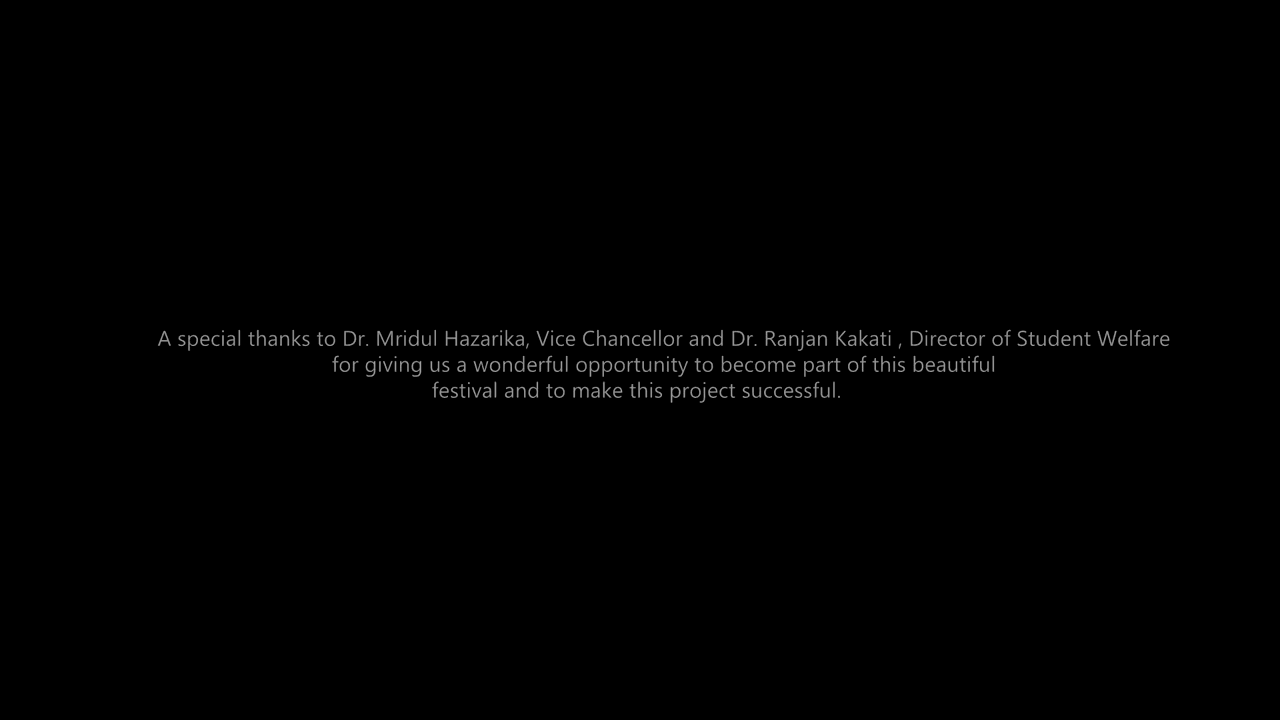 A special thanks to Dr. Mridul Hazarika, Vice Chancellor and Dr. Ranjan Kakati , Director of Student Welfare
for giving us a wonderful opportunity to become part of this beautiful
festival and to make this project successful.